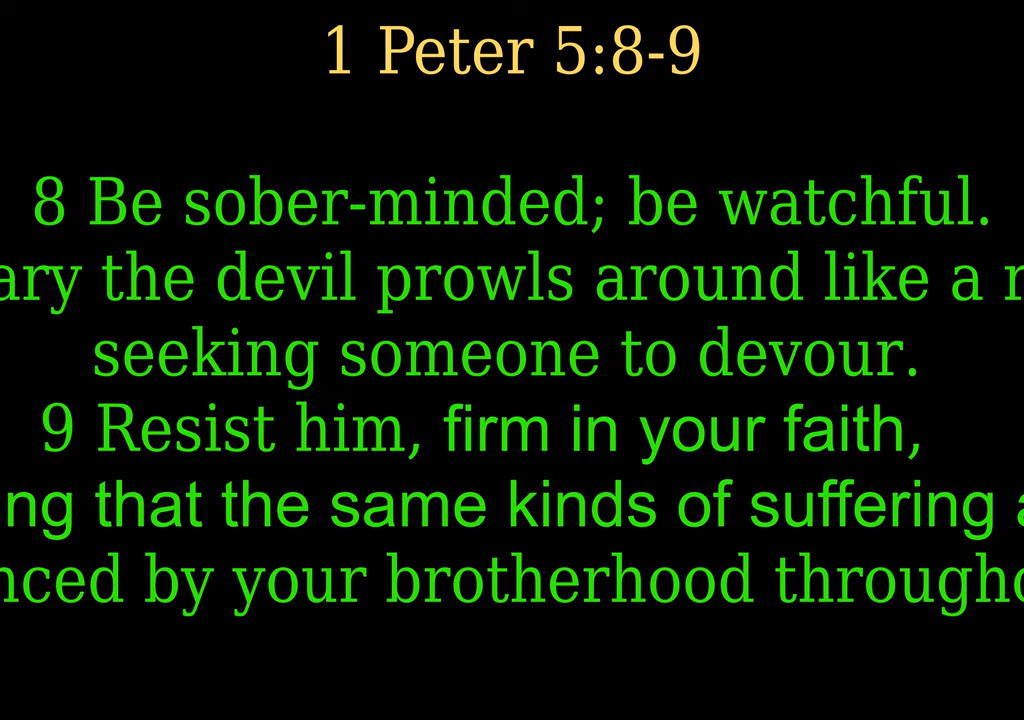 1 Peter 5:8-9
8 Be sober-minded; be watchful.
ary the devil prowls around like a r
seeking someone to devour.
9 Resist him, firm in your faith,
ng that the same kinds of suffering a
nced by your brotherhood througho